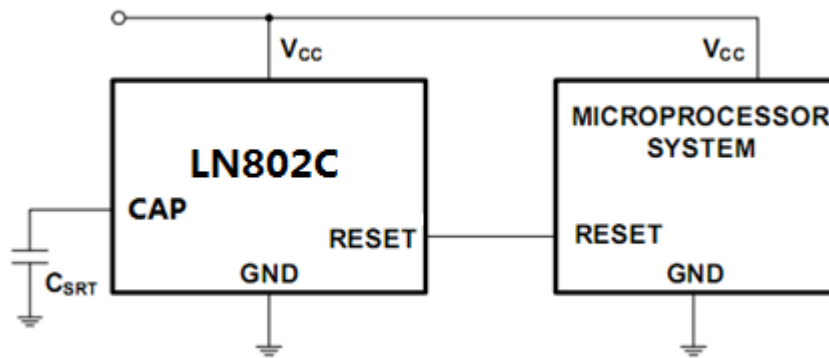 VCC
VCC
LN802C
MICROPROCESSOR
SYSTEM
CAP
RESET
RESET
CSRT
GND
GND